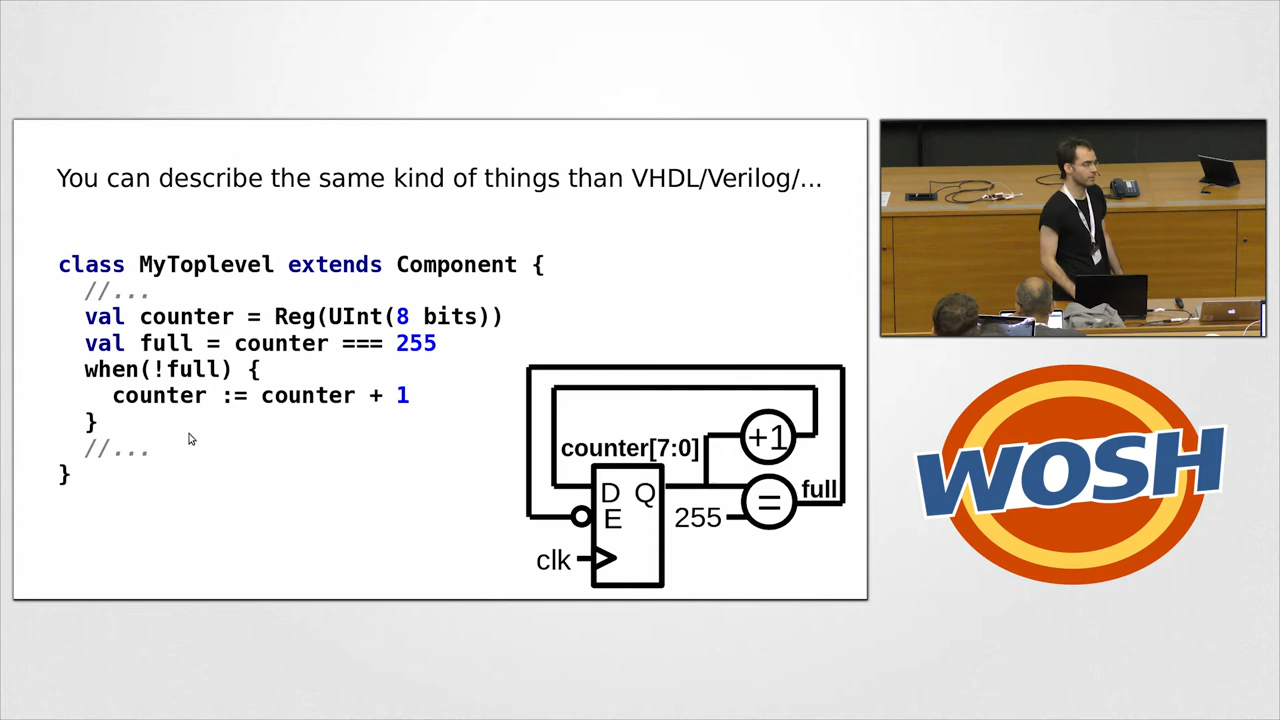 You can describe the same kind of things than VHDL/Verilog/...
class MyToplevel extends Component {
//...
val counter = Reg(UInt(8 bits))
val full = counter === 255
when(!full) {
counter := counter + 1
}
//...
}
counter[7:0]
+1
D Q
E
255
=
full
clk
WOSH